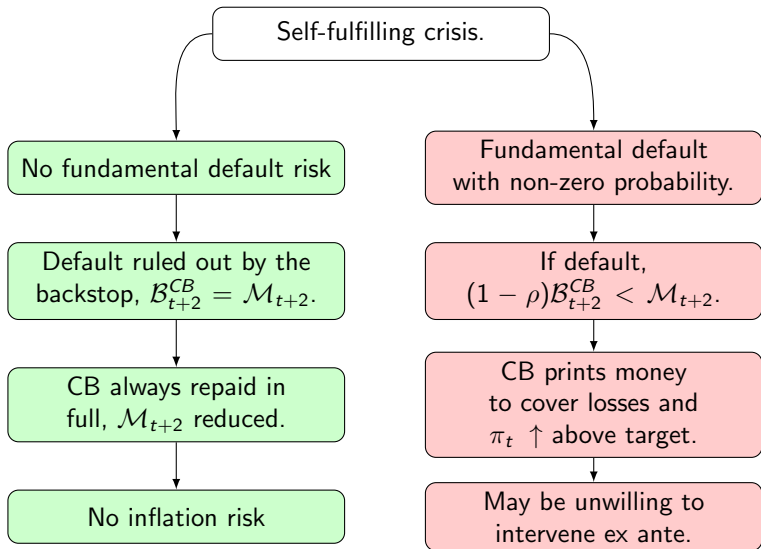 Self-fulfilling crisis.
No fundamental default risk
Default ruled out by the
backstop, $\mathcal{B}^{CB}_{t+2} = \mathcal{M}_{t+2}$.
CB always repaid in
full, $\mathcal{M}_{t+2}$ reduced.
No inflation risk
Fundamental default
with non-zero probability.
If default,
$(1 - \rho)\mathcal{B}^{CB}_{t+2} < \mathcal{M}_{t+2}$.
CB prints money
to cover losses and
$\pi_t \uparrow$ above target.
May be unwilling to
intervene ex ante.